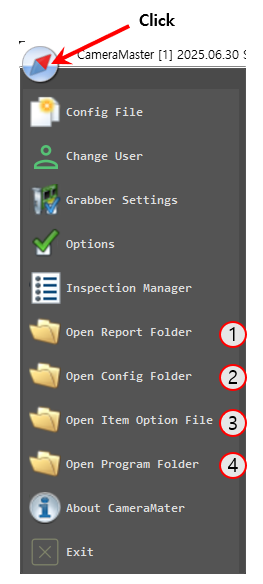 Click
CameraMaster [1] 2025.06.30 S
Config File
Change User
Grabber Settings
Options
Inspection Manager
Open Report Folder 1
Open Config Folder 2
Open Item Option File 3
Open Program Folder 4
About CameraMater
Exit